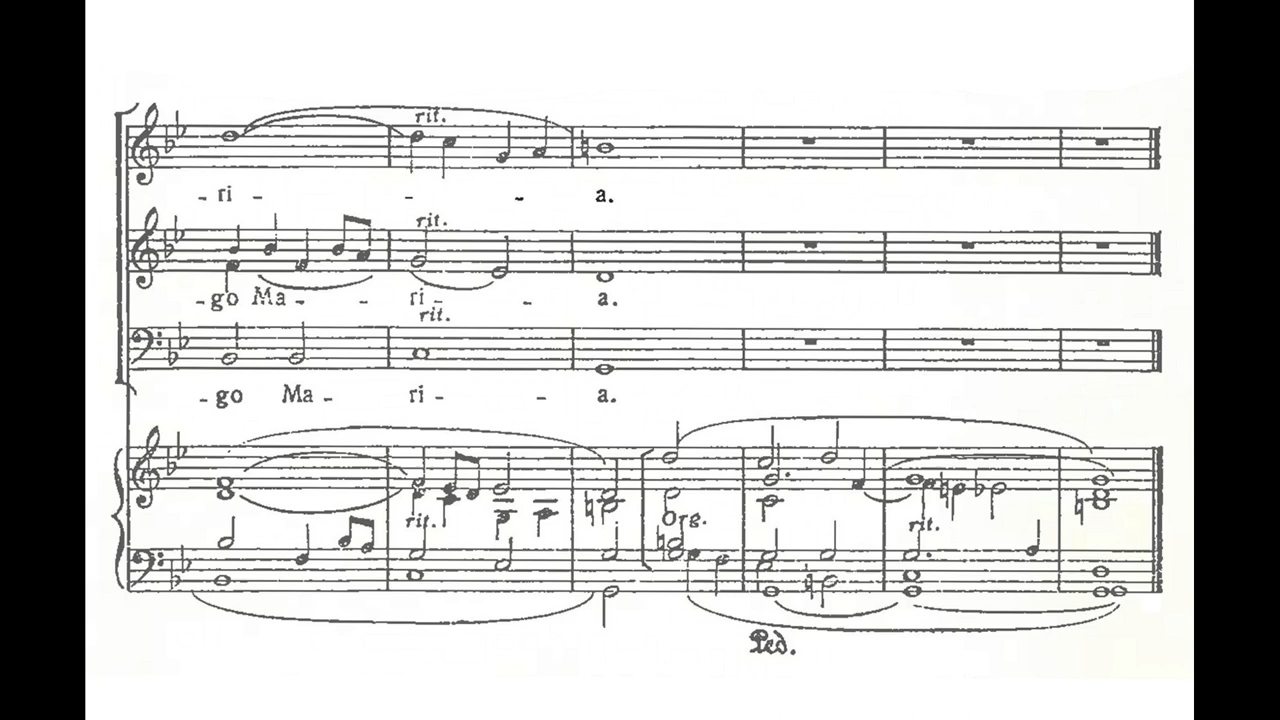 rit.
- ri - - - a.
rit.
- go Ma - - ri - - a.
rit.
- go Ma - ri - - a.
rit. Org. rit.
Ped.